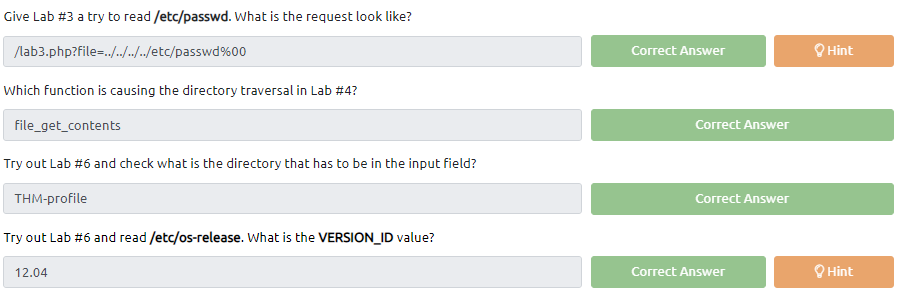 Give Lab #3 a try to read /etc/passwd. What is the request look like?
/lab3.php?file=../../../../etc/passwd%00 Correct Answer Hint
Which function is causing the directory traversal in Lab #4?
file_get_contents Correct Answer
Try out Lab #6 and check what is the directory that has to be in the input field?
THM-profile Correct Answer
Try out Lab #6 and read /etc/os-release. What is the VERSION_ID value?
12.04 Correct Answer Hint